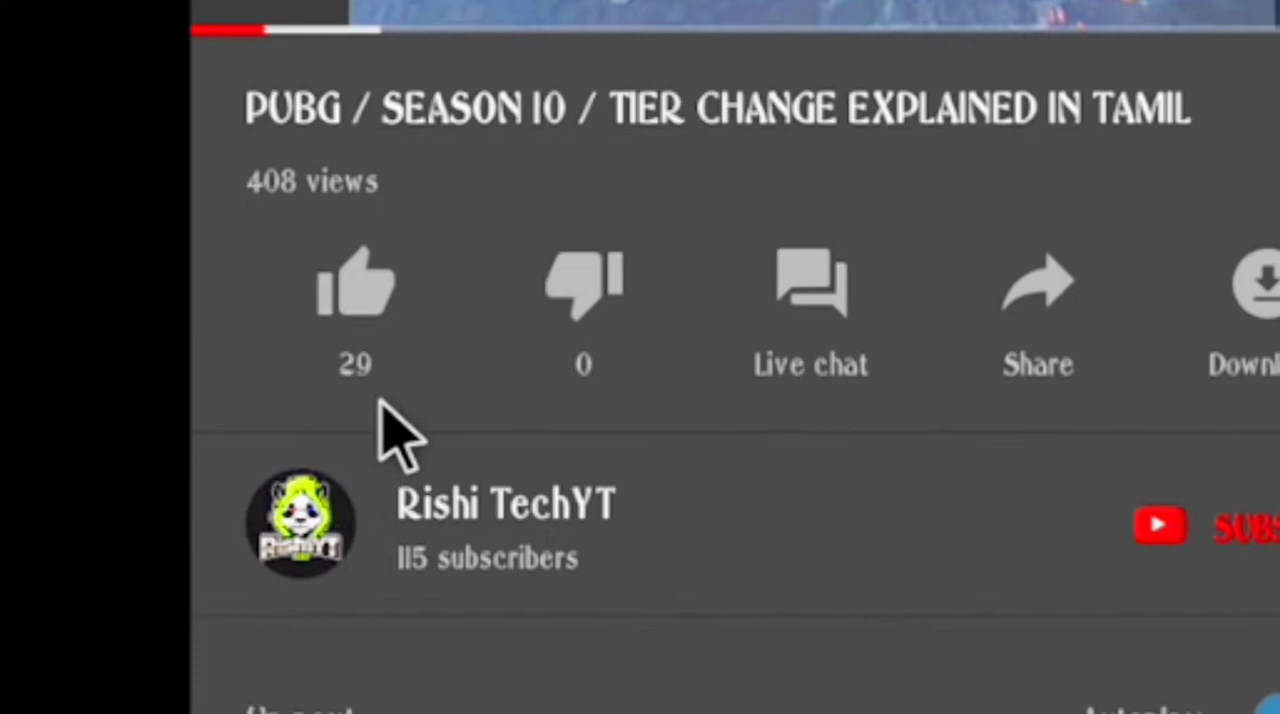 PUBG / SEASON 10 / TIER CHANGE EXPLAINED IN TAMIL
408 views
29
0
Live chat
Share
Rishi TechYT
RishiYT
115 subscribers